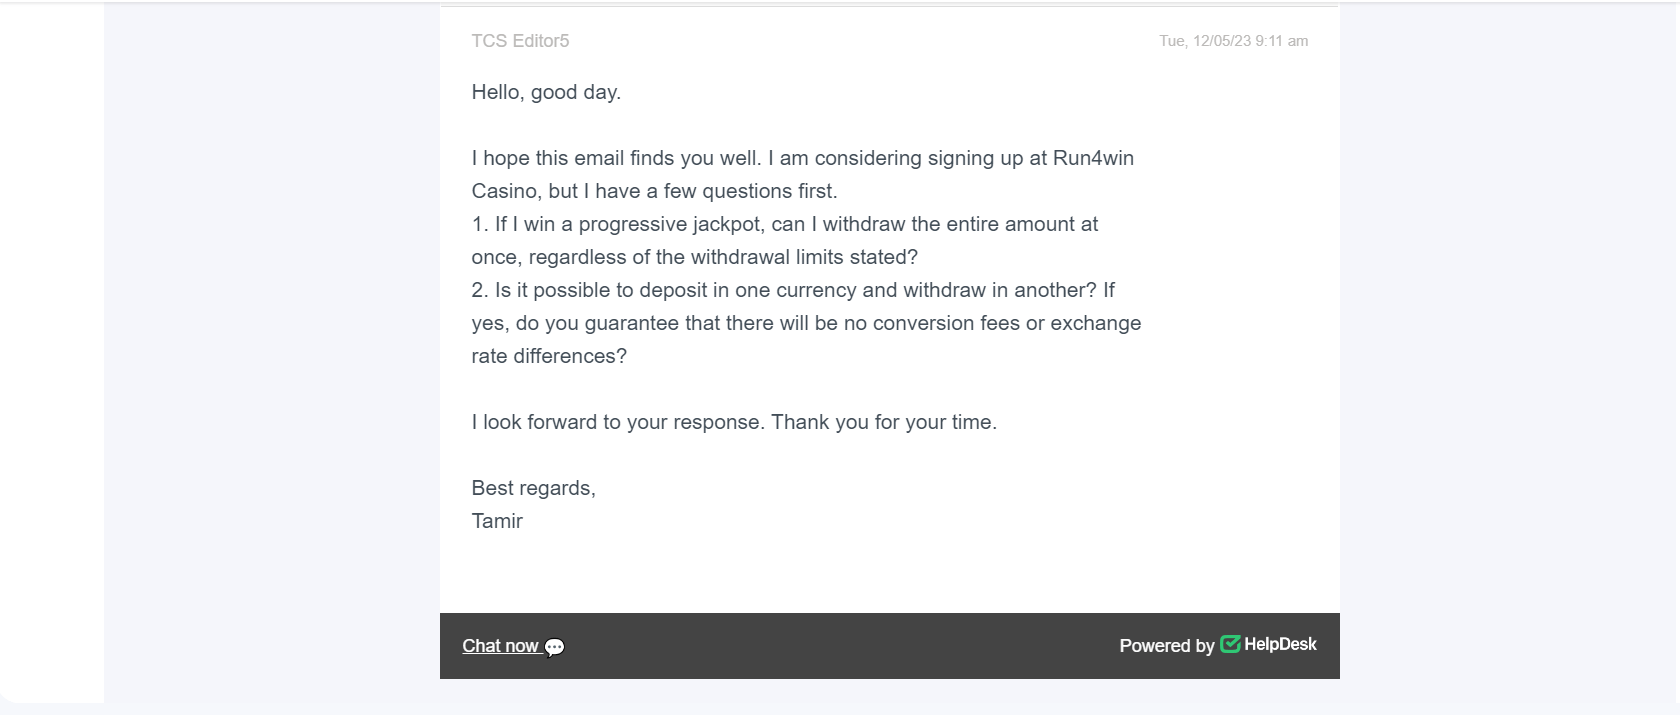 TCS Editor5
Tue, 12/05/23 9:11 am
Hello, good day.
I hope this email finds you well. I am considering signing up at Run4win
Casino, but I have a few questions first.
1. If I win a progressive jackpot, can I withdraw the entire amount at
once, regardless of the withdrawal limits stated?
2. Is it possible to deposit in one currency and withdraw in another? If
yes, do you guarantee that there will be no conversion fees or exchange
rate differences?
I look forward to your response. Thank you for your time.
Best regards,
Tamir
Chat now
Powered by HelpDesk